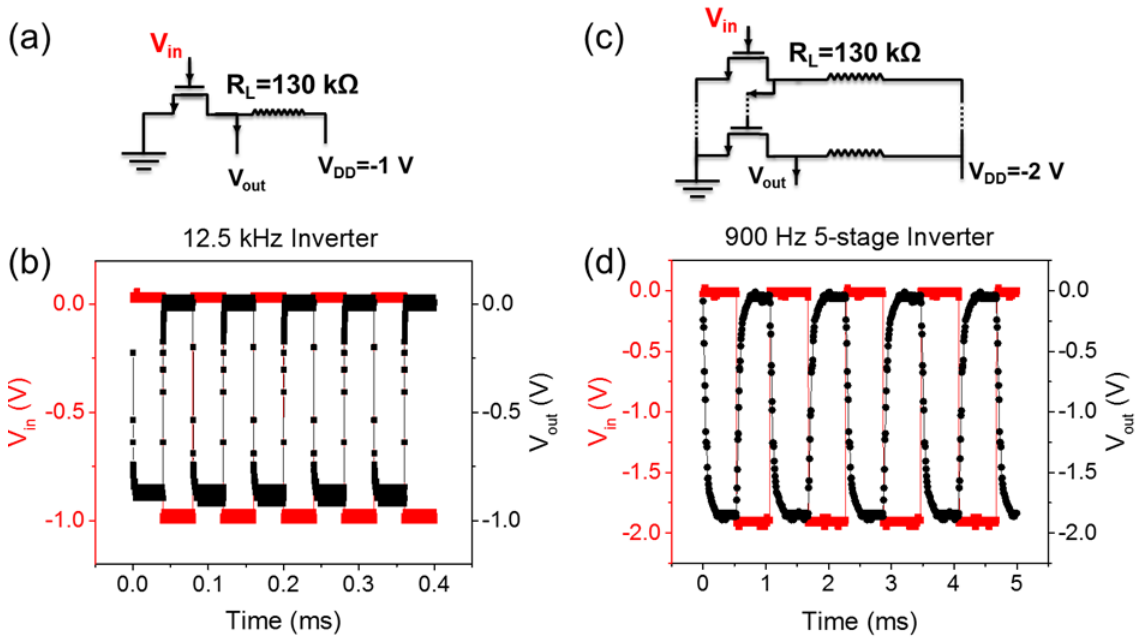 (a)
V_in
R_L=130 kΩ
V_out
V_DD=-1 V
(c)
V_in
R_L=130 kΩ
V_out
V_DD=-2 V
(b)
12.5 kHz Inverter
V_in (V)
0.0
-0.5
-1.0
0.0
-0.5
-1.0
V_out (V)
0.0 0.1 0.2 0.3 0.4
Time (ms)
(d)
900 Hz 5-stage Inverter
V_in (V)
0.0
-0.5
-1.0
-1.5
-2.0
0.0
-0.5
-1.0
-1.5
-2.0
V_out (V)
0 1 2 3 4 5
Time (ms)